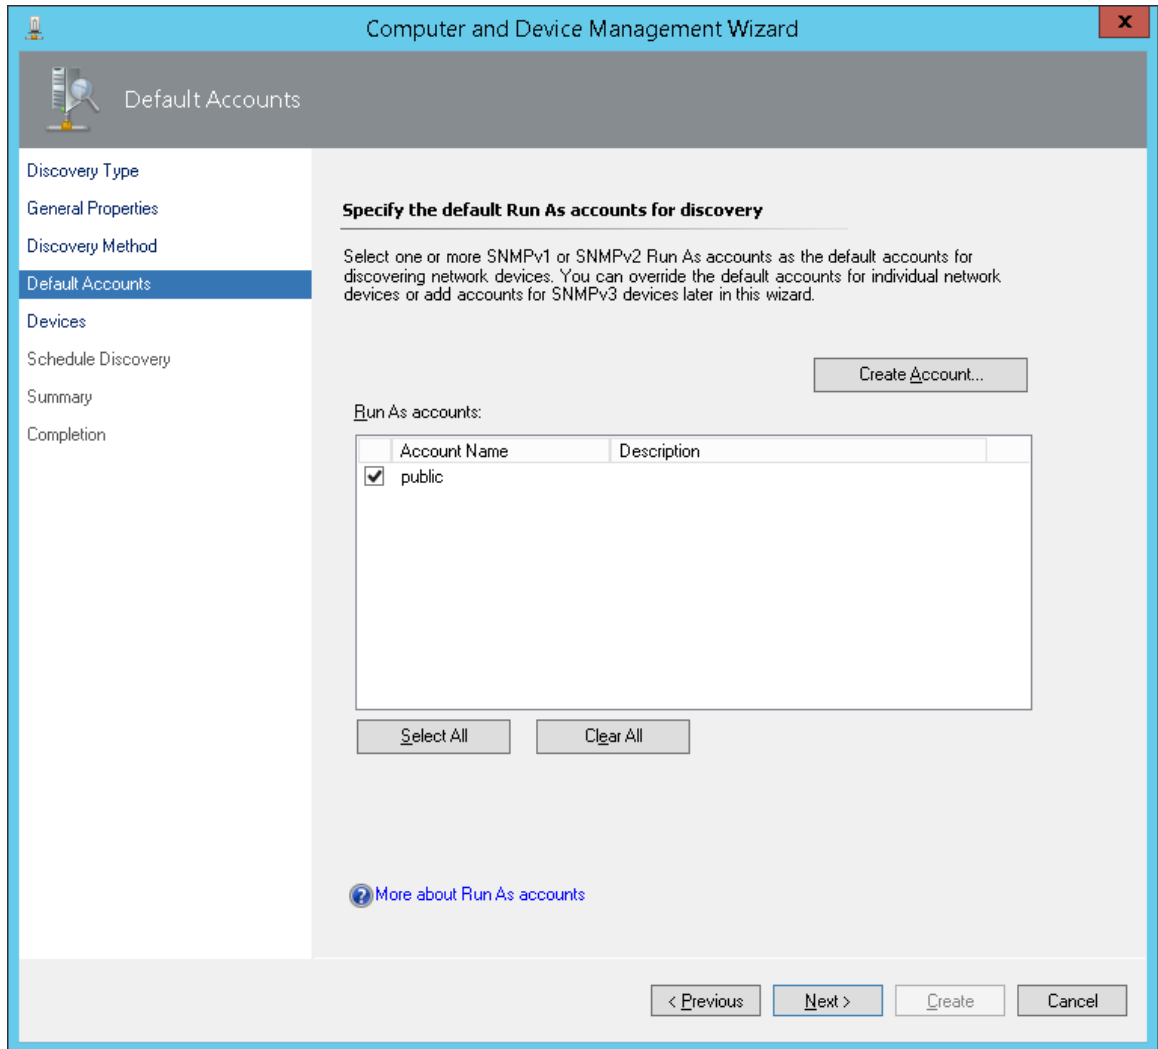 Computer and Device Management Wizard
x
Default Accounts
Discovery Type
General Properties
Discovery Method
Default Accounts
Devices
Schedule Discovery
Summary
Completion
Specify the default Run As accounts for discovery
Select one or more SNMPv1 or SNMPv2 Run As accounts as the default accounts for
discovering network devices. You can override the default accounts for individual network
devices or add accounts for SNMPv3 devices later in this wizard.
Create Account...
Run As accounts:
Account Name Description
public
Select All Clear All
? More about Run As accounts
< Previous Next > Create Cancel